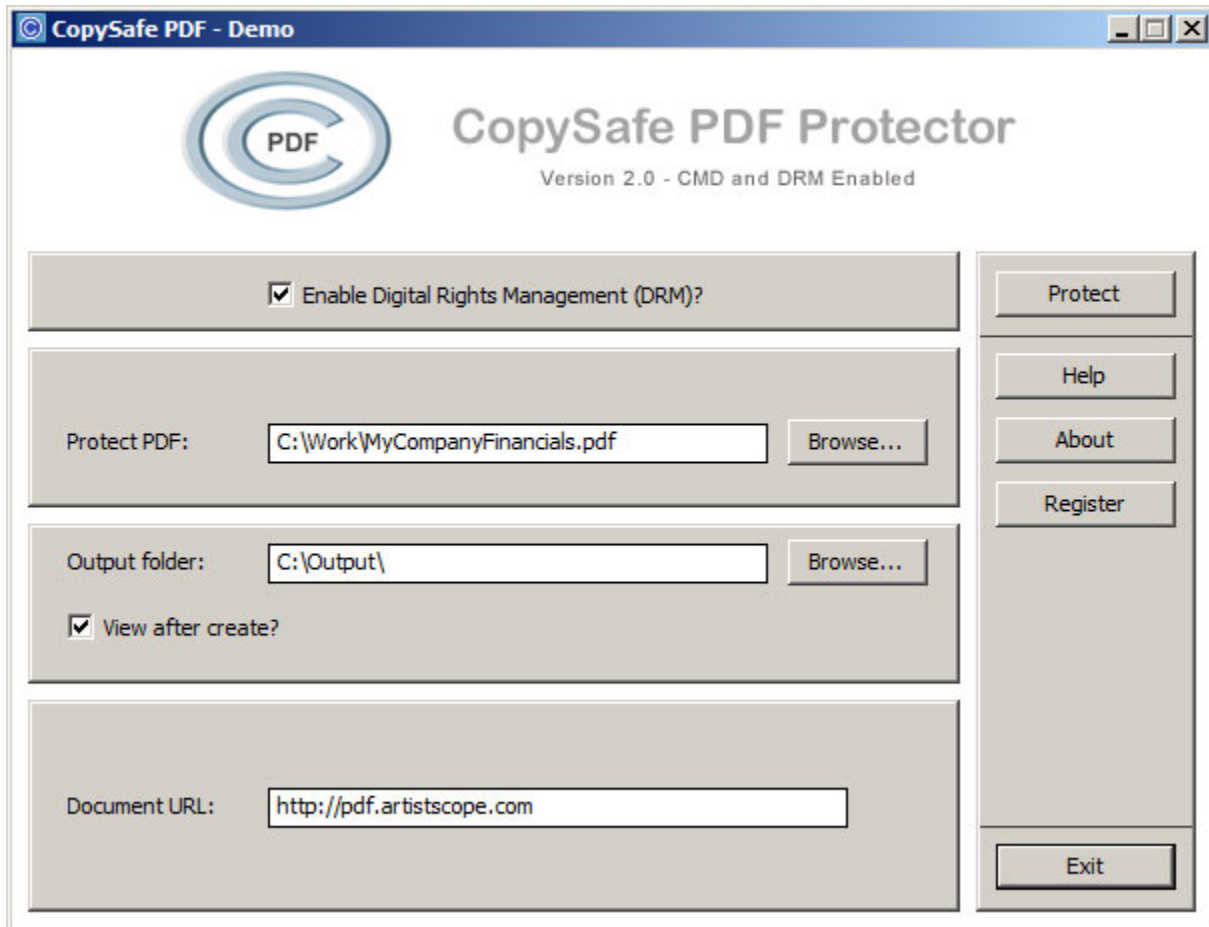 CopySafe PDF - Demo
PDF
CopySafe PDF Protector
Version 2.0 - CMD and DRM Enabled
Enable Digital Rights Management (DRM)?
Protect PDF: C:\Work\MyCompanyFinancials.pdf Browse...
Output folder: C:\Output\ Browse...
View after create?
Document URL: http://pdf.artistscope.com
Protect
Help
About
Register
Exit